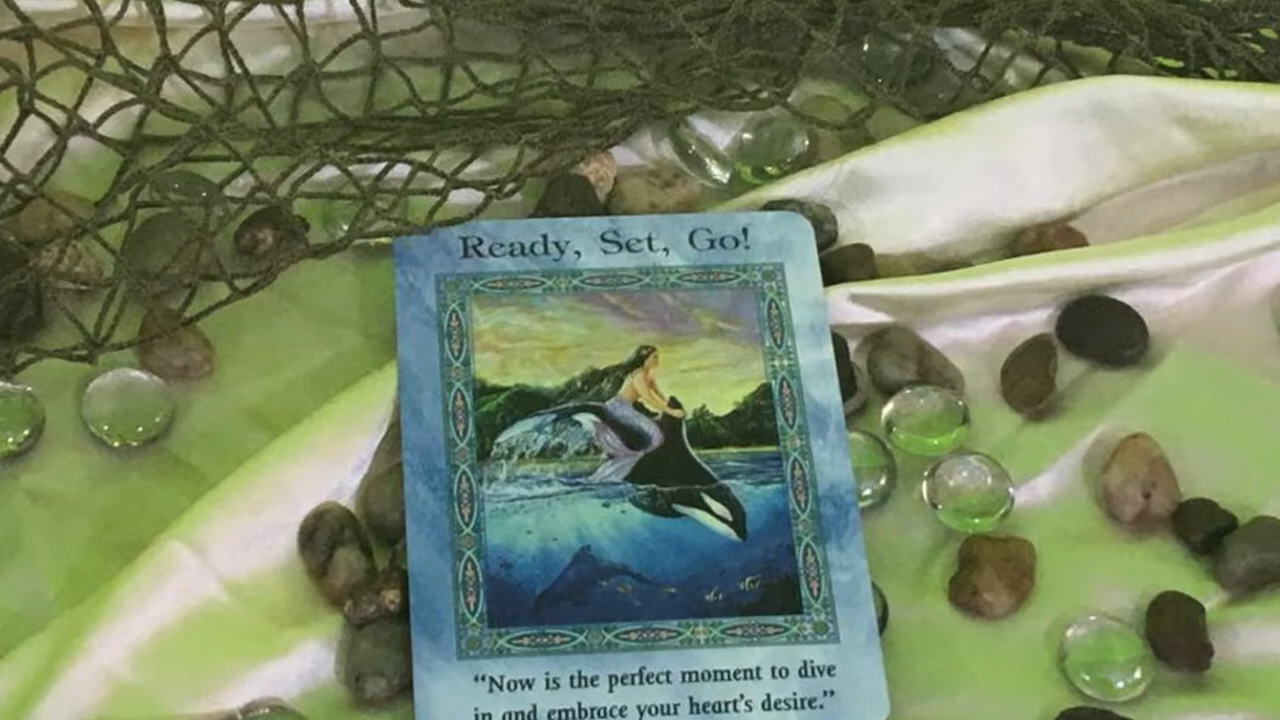 Ready, Set, Go!
“Now is the perfect moment to dive
in and embrace your heart's desire.”